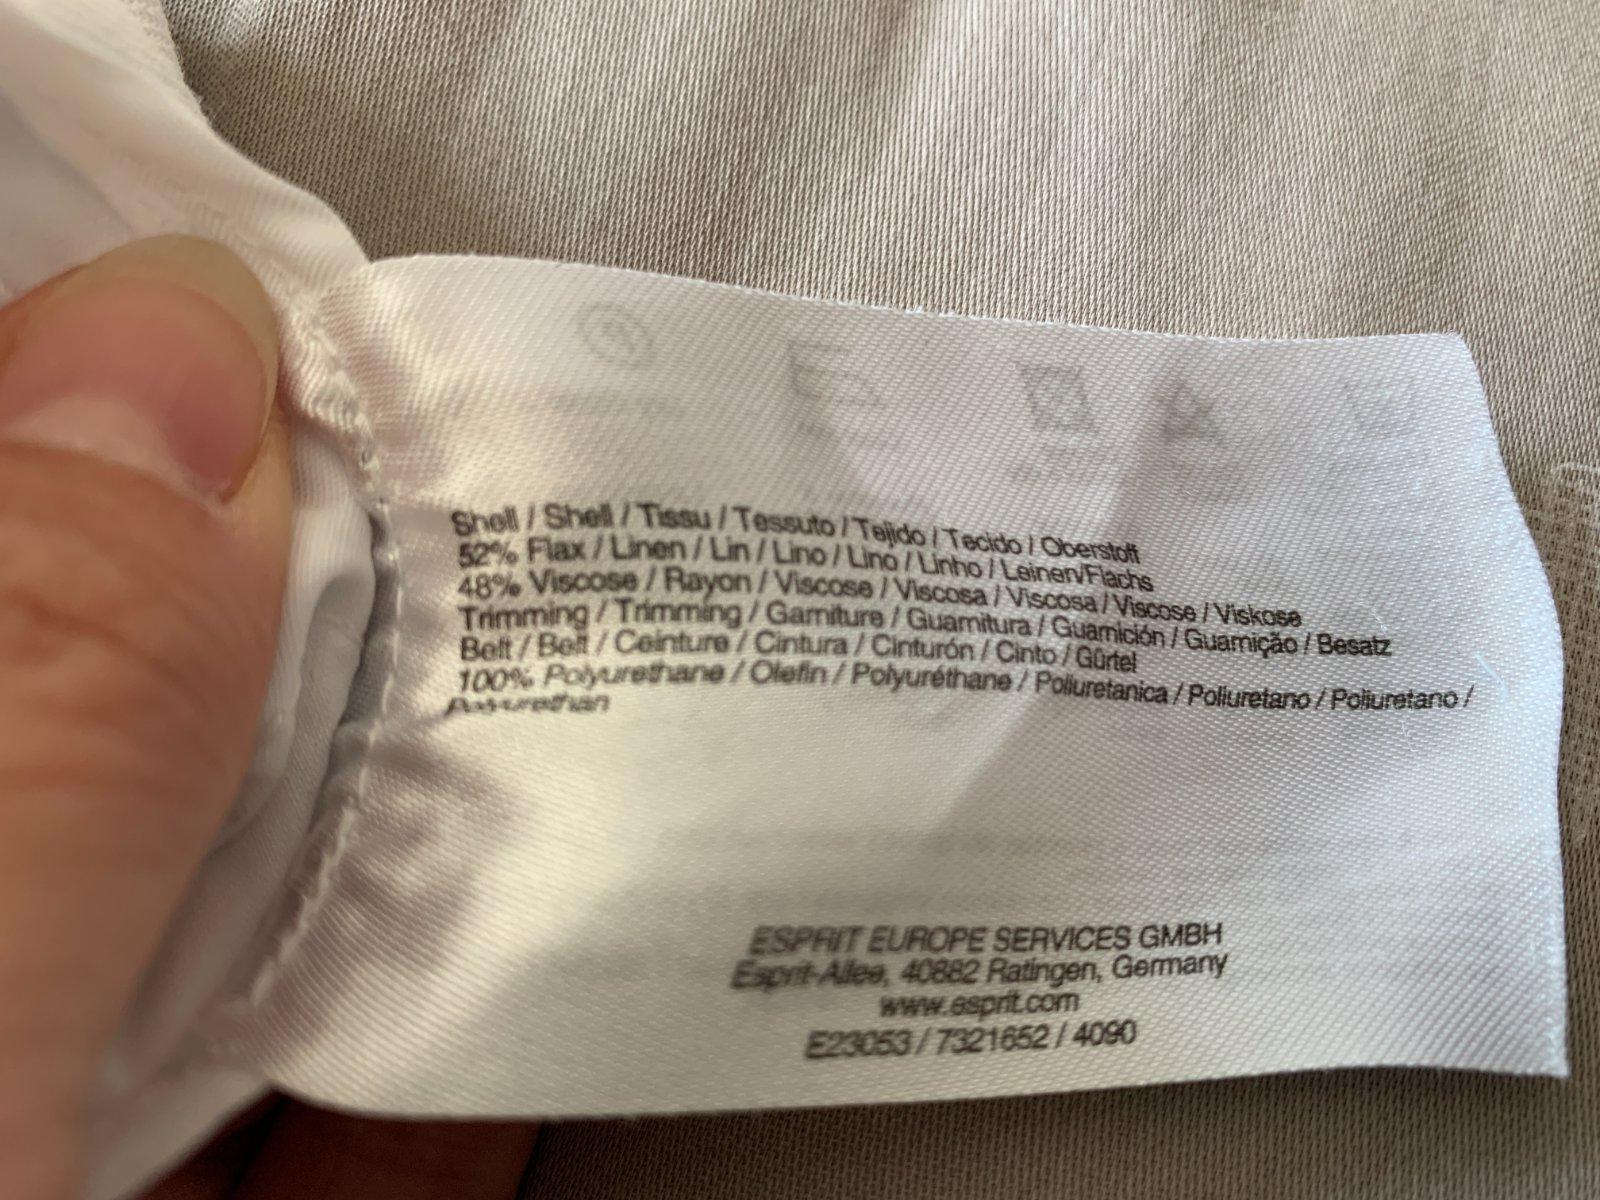 Shell / Shell / Tissu / Tessuto / Tejido / Tecido / Oberstoff
52% Flax / Linen / Lin / Lino / Lino / Linho / Leinen/Flachs
48% Viscose / Rayon / Viscose / Viscosa / Viscosa / Viscose / Viskose
Trimming / Trimming / Garniture / Guarnitura / Guarnición / Guarnição / Besatz
Belt / Belt / Ceinture / Cintura / Cinturón / Cinto / Gürtel
100% Polyurethane / Olefin / Polyuréthane / Poliuretanica / Poliuretano / Poliuretano /
Polyurethan
ESPRIT EUROPE SERVICES GMBH
Esprit-Allee, 40882 Ratingen, Germany
www.esprit.com
E23053 / 7321652 / 4090